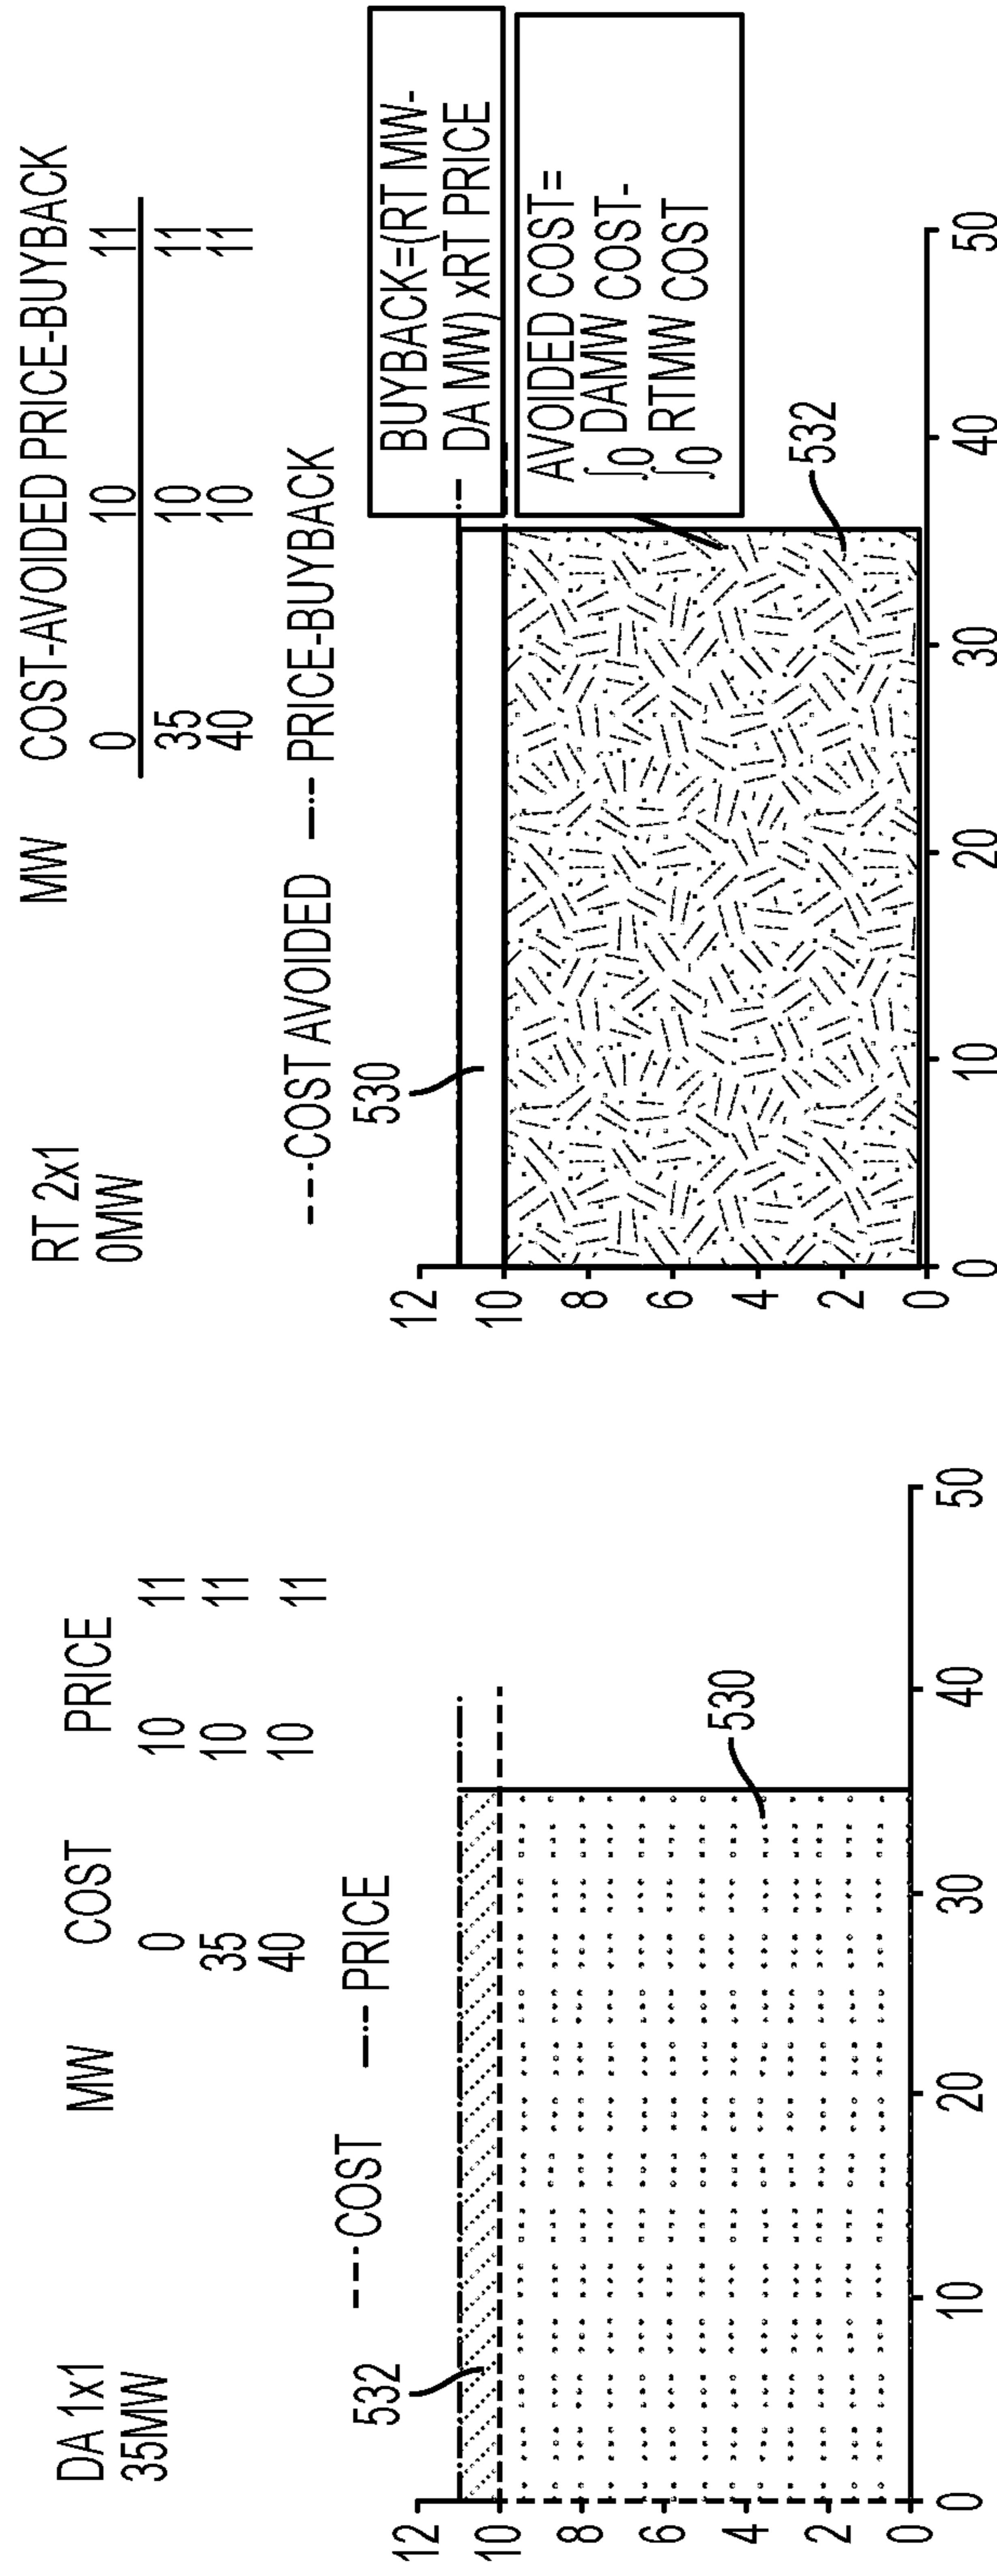 DA 1x1
35MW
MW COST PRICE
0 10 11
35 10 11
40 10 11
COST PRICE
532
530
12
10
8
6
4
2
0
0 10 20 30 40 50
RT 2x1
0MW
MW COST-AVOIDED PRICE-BUYBACK
0 10 11
35 10 11
40 10 11
COST AVOIDED PRICE-BUYBACK
530
BUYBACK=(RT MW-
DA MW) xRT PRICE
AVOIDED COST=
∫0 DAMW COST-
∫0 RTMW COST
532
12
10
8
6
4
2
0
0 10 20 30 40 50